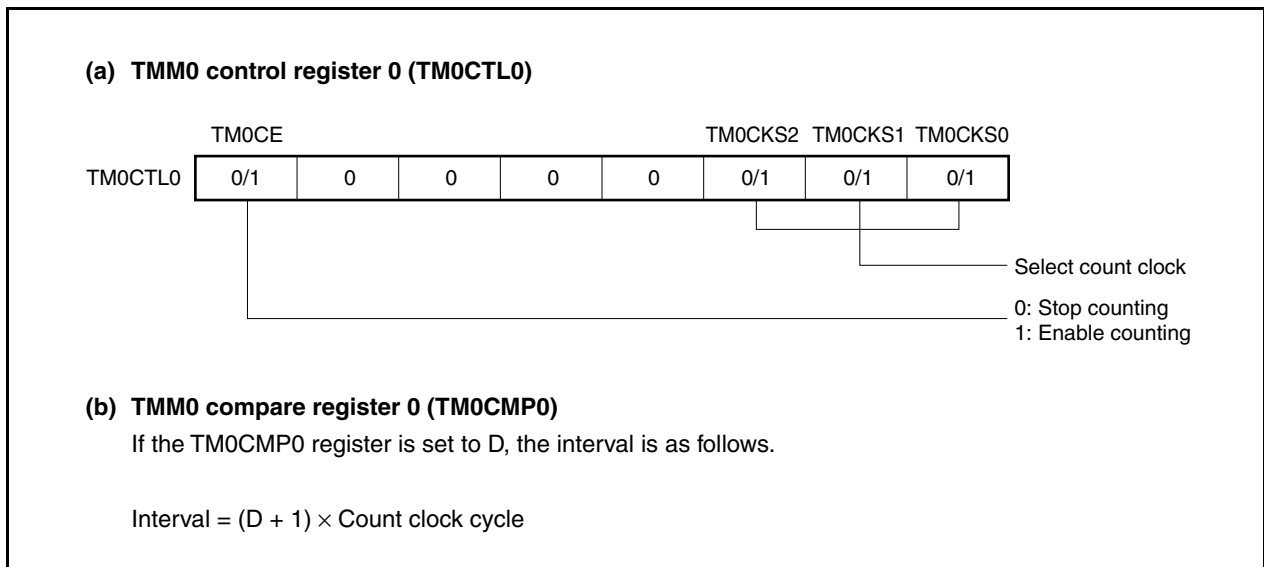 (a) TMM0 control register 0 (TM0CTL0)
TM0CE TM0CKS2 TM0CKS1 TM0CKS0
TM0CTL0 0/1 0 0 0 0 0/1 0/1 0/1
Select count clock
0: Stop counting
1: Enable counting
(b) TMM0 compare register 0 (TM0CMP0)
If the TM0CMP0 register is set to D, the interval is as follows.
Interval = (D + 1) × Count clock cycle